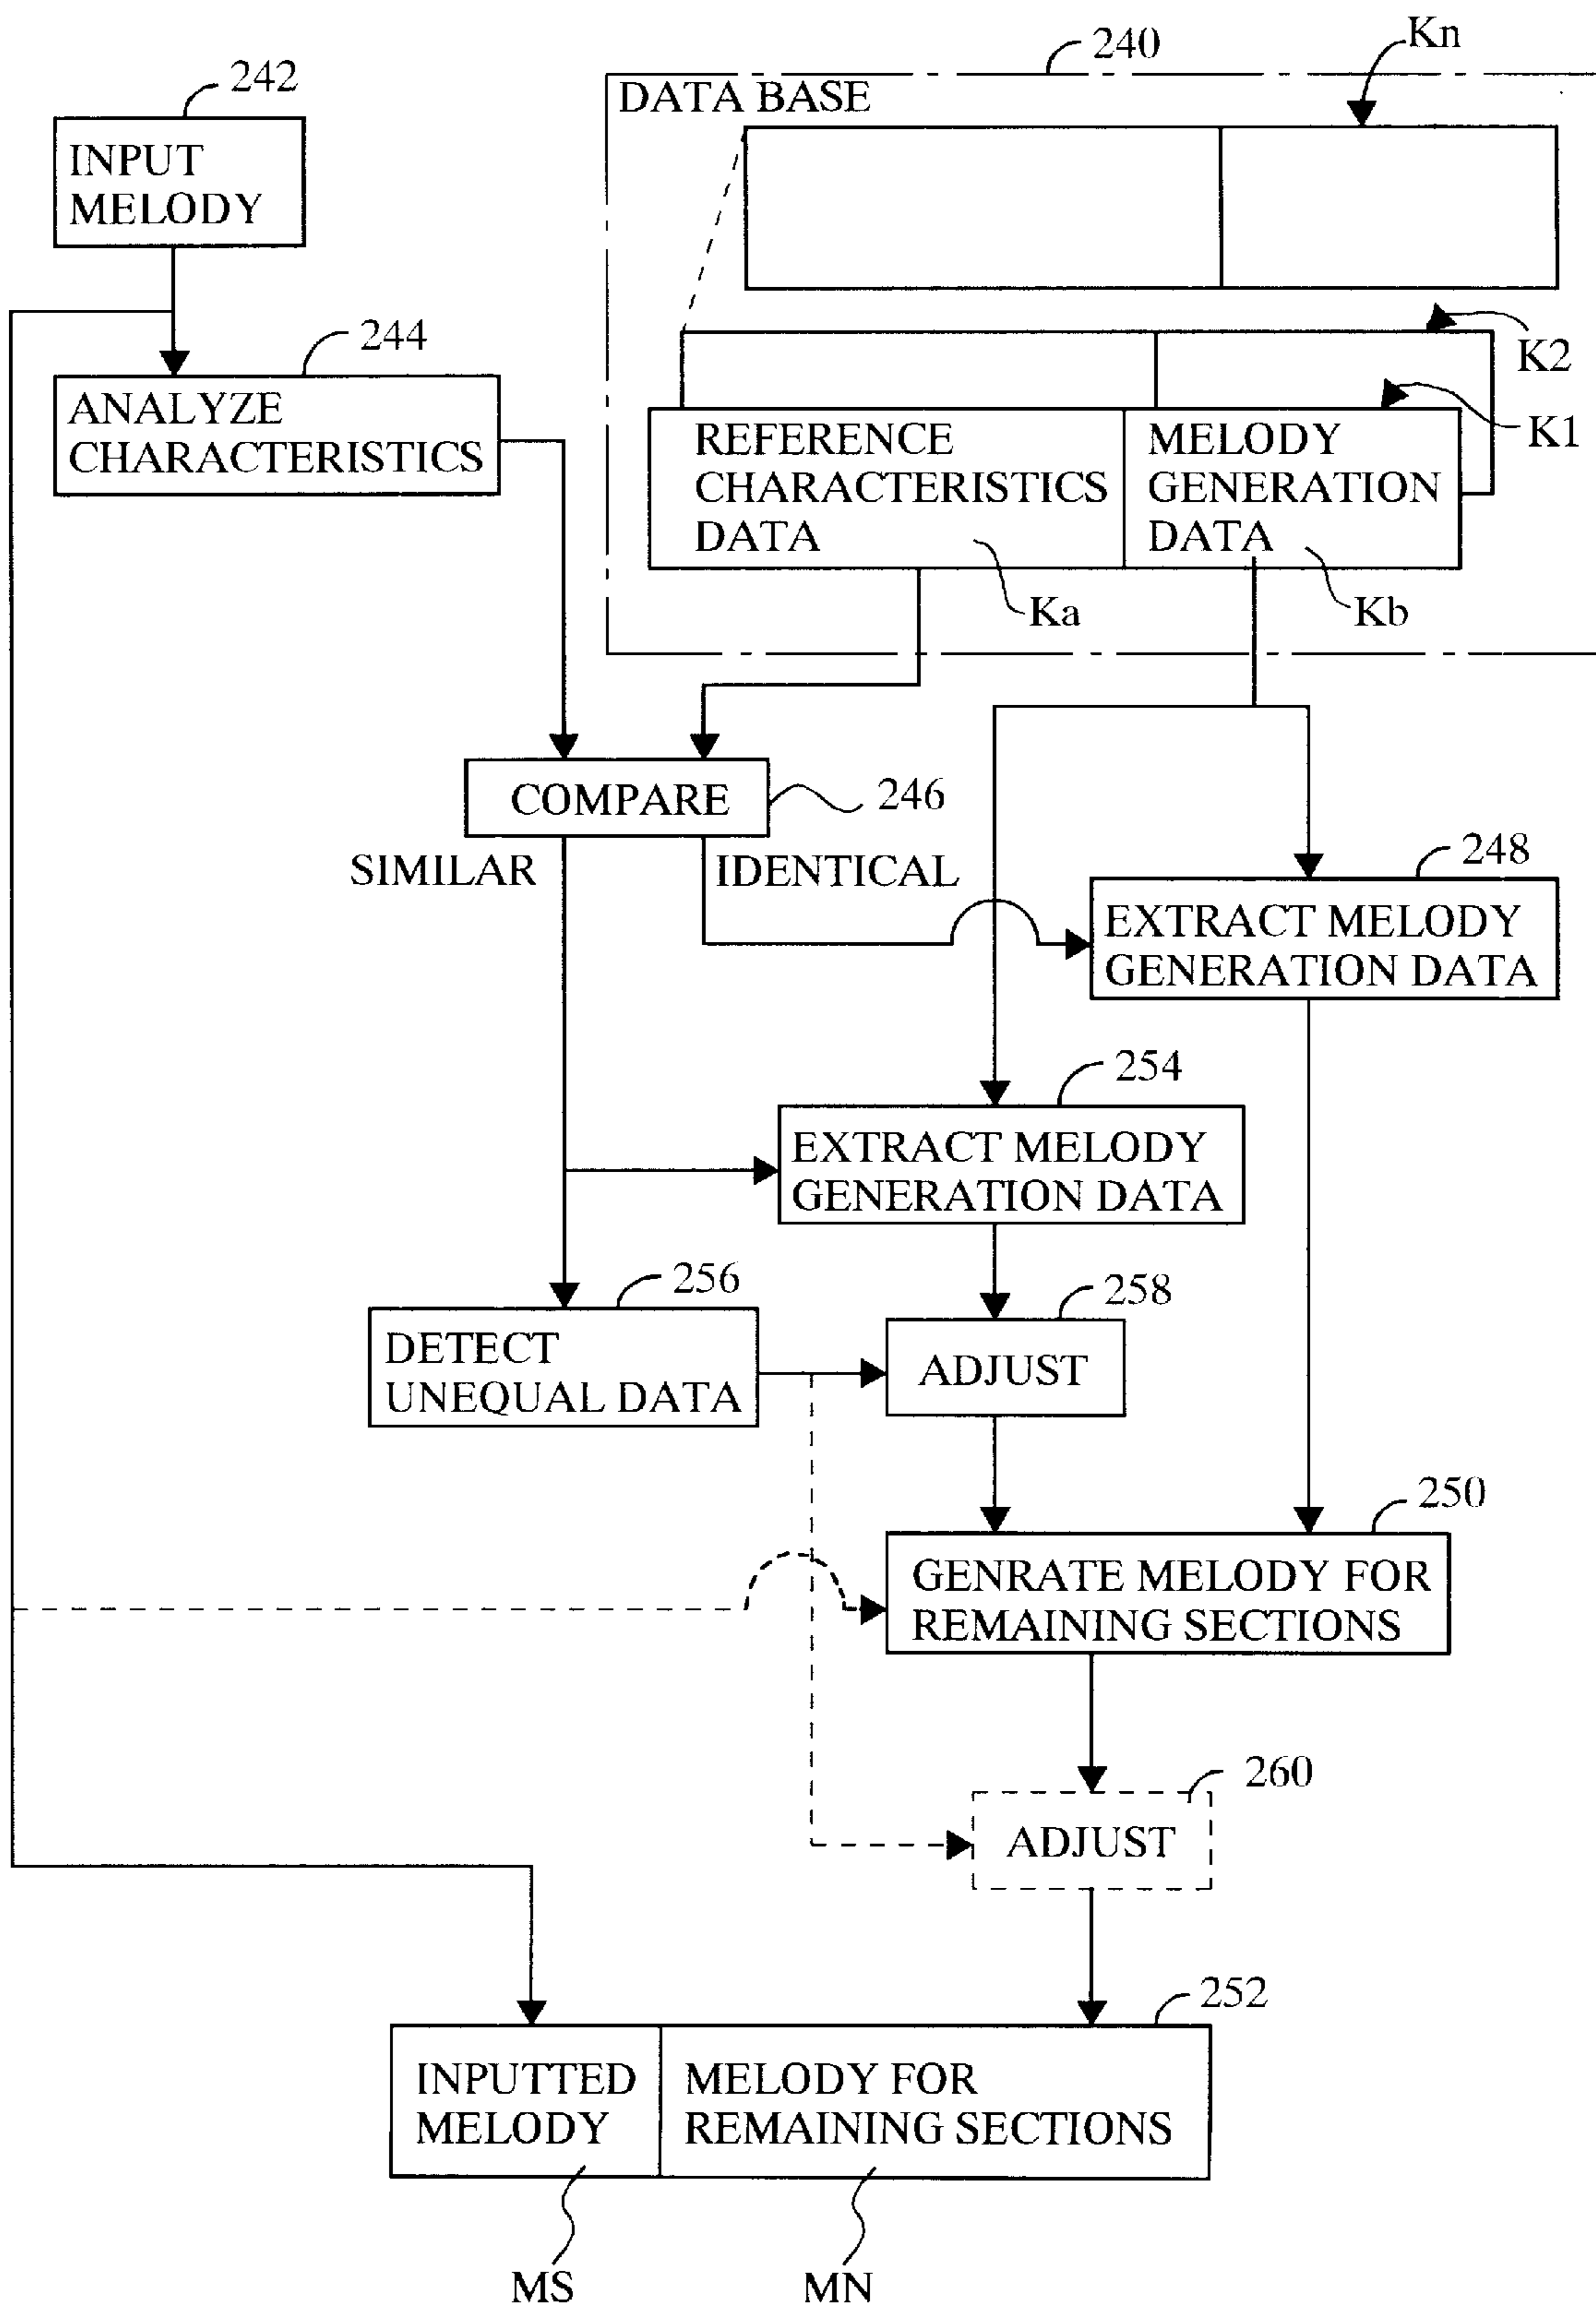 240
Kn
242
DATA BASE
INPUT
MELODY
244
K2
ANALYZE
CHARACTERISTICS
K1
REFERENCE
CHARACTERISTICS
DATA
MELODY
GENERATION
DATA
Ka
Kb
COMPARE
246
SIMILAR
IDENTICAL
248
EXTRACT MELODY
GENERATION DATA
254
EXTRACT MELODY
GENERATION DATA
256
258
DETECT
UNEQUAL DATA
ADJUST
250
GENRATE MELODY FOR
REMAINING SECTIONS
260
ADJUST
252
INPUTTED
MELODY
MELODY FOR
REMAINING SECTIONS
MS
MN